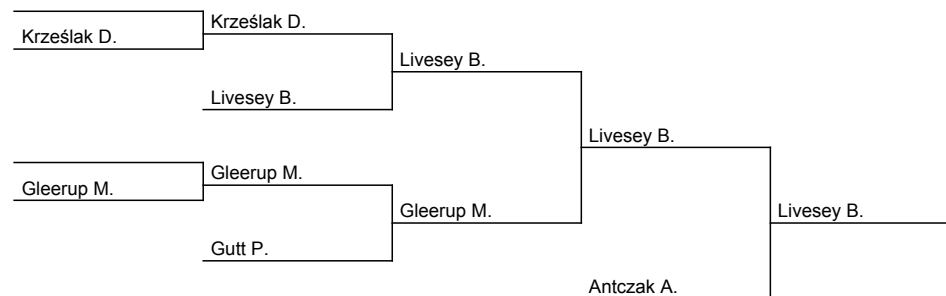 Krześlak D.
Krześlak D.
Livesey B.
Livesey B.
Livesey B.
Gleerup M.
Gleerup M.
Livesey B.
Gleerup M.
Gutt P.
Antczak A.